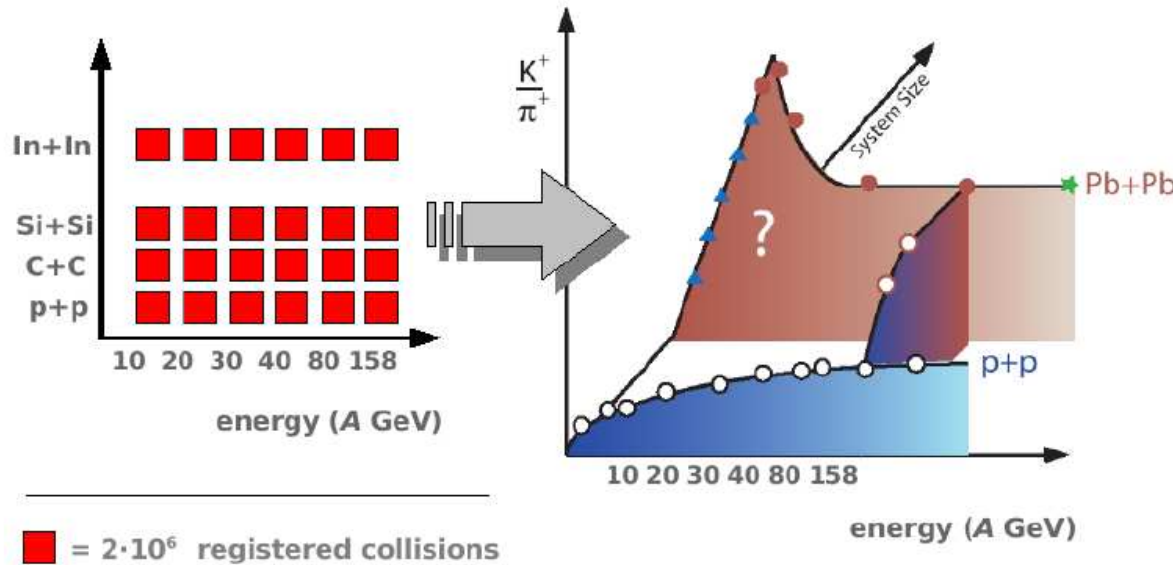 In+In
Si+Si
C+C
p+p
10 20 30 40 80 158
energy (A GeV)
= 2·10⁶ registered collisions
K⁺
π⁺
System Size
?
Pb+Pb
p+p
10 20 30 40 80 158
energy (A GeV)